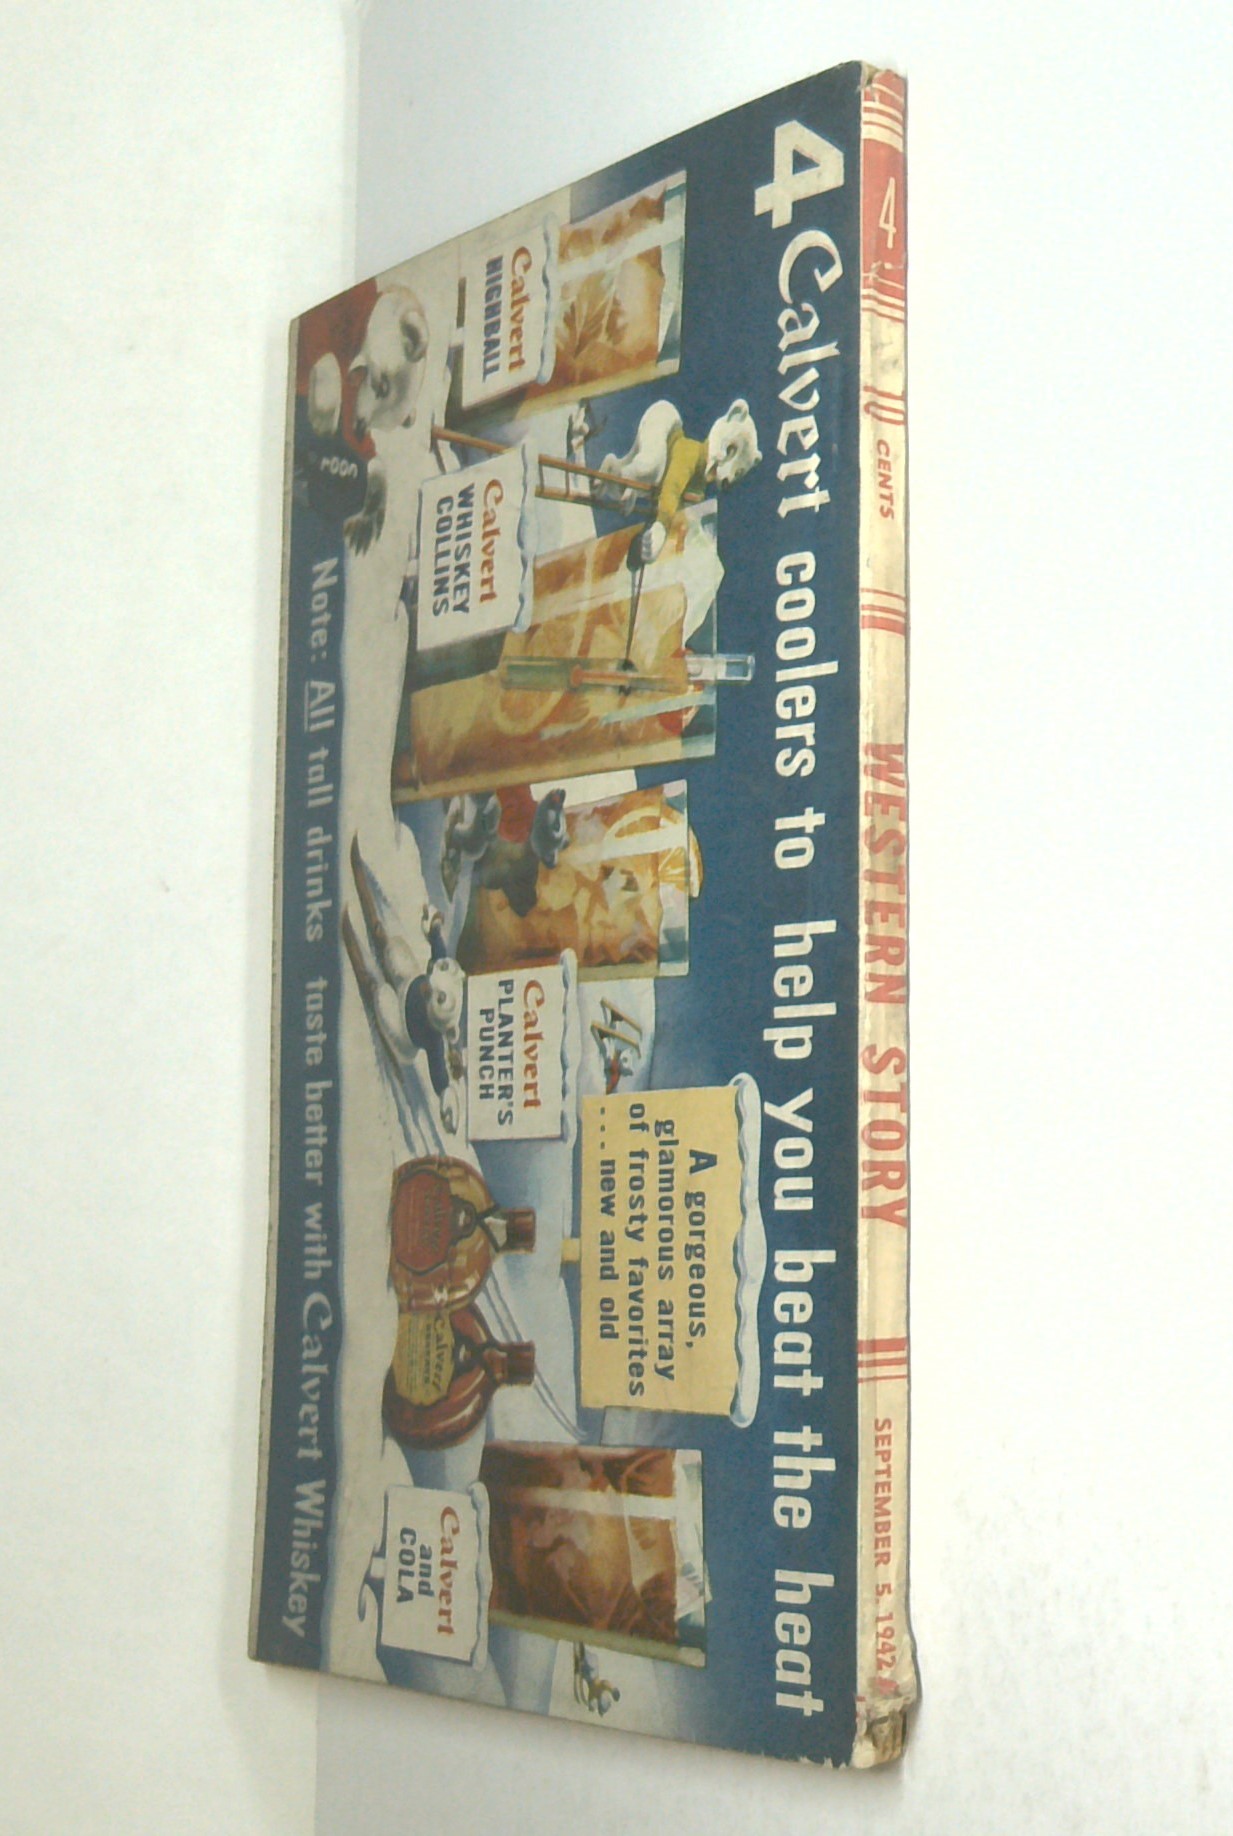 4
10 CENTS
WESTERN STORY
SEPTEMBER 5, 1942
4 Calvert coolers to help you beat the heat
Calvert
HIGHBALL
Calvert
WHISKEY
COLLINS
Calvert
PLANTER'S
PUNCH
A gorgeous,
glamorous array
of frosty favorites
... new and old
Calvert
Calvert
and
COLA
Note: All tall drinks taste better with Calvert Whiskey